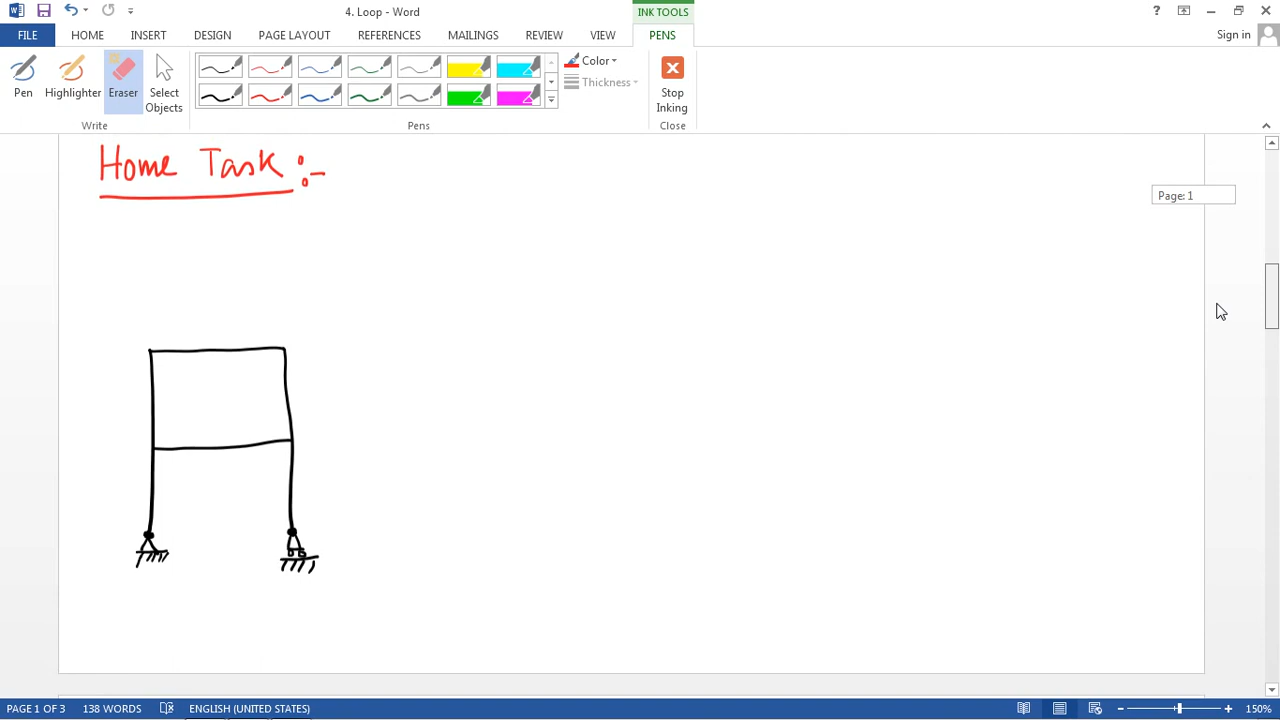 4. Loop - Word
INK TOOLS
?
FILE
HOME
INSERT
DESIGN
PAGE LAYOUT
REFERENCES
MAILINGS
REVIEW
VIEW
PENS
Sign in
Pen
Highlighter
Eraser
Select
Objects
Color
Thickness
Stop
Inking
Write
Pens
Close
Home Task :-
Page: 1
PAGE 1 OF 3
138 WORDS
ENGLISH (UNITED STATES)
150%